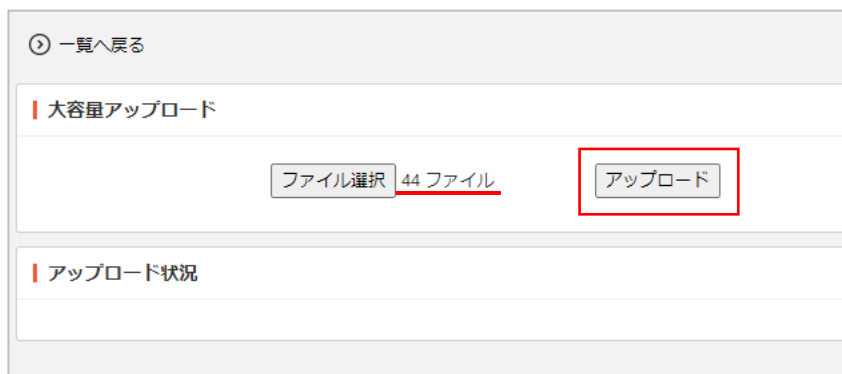 一覧へ戻る
大容量アップロード
ファイル選択 44 ファイル アップロード
アップロード状況